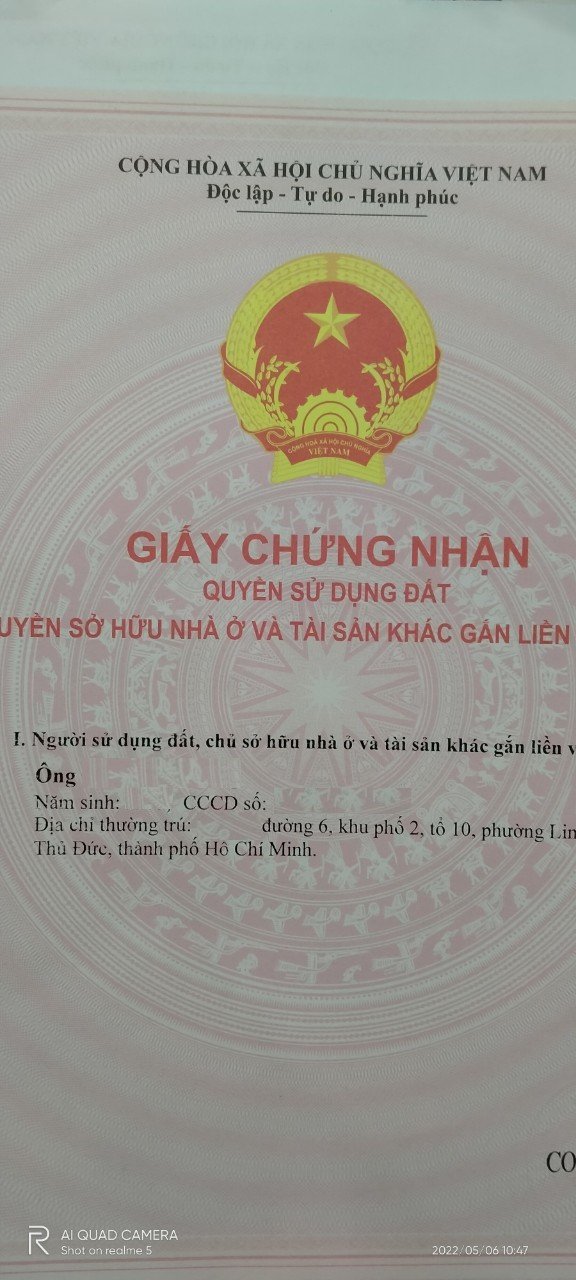 CỘNG HÒA XÃ HỘI CHỦ NGHĨA VIỆT NAM
Độc lập - Tự do - Hạnh phúc
CỘNG HOÀ XÃ HỘI CHỦ NGHĨA
VIỆT NAM
GIẤY CHỨNG NHẬN
QUYỀN SỬ DỤNG ĐẤT
UYỀN SỞ HỮU NHÀ Ở VÀ TÀI SẢN KHÁC GẮN LIỀN
I. Người sử dụng đất, chủ sở hữu nhà ở và tài sản khác gắn liền v
Ông
Năm sinh: CCCD số:
Địa chỉ thường trú: đường 6, khu phố 2, tổ 10, phường Lin
Thủ Đức, thành phố Hồ Chí Minh.
CO
AI QUAD CAMERA
Shot on realme 5
2022/05/06 10:47